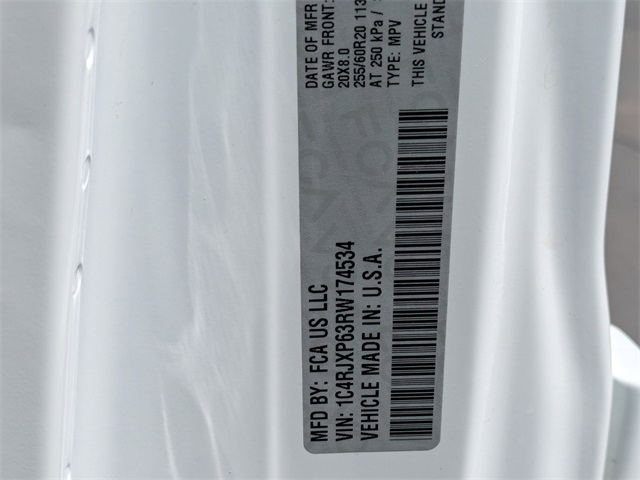 MFD BY: FCA US LLC
DATE OF MFR
GAWR FRONT:
20X8.0
255/60R20 113
AT 250 kPa /
VIN: 1C4RJXP63RW174534
TYPE: MPV
VEHICLE MADE IN: U.S.A.
THIS VEHICLE
STAND